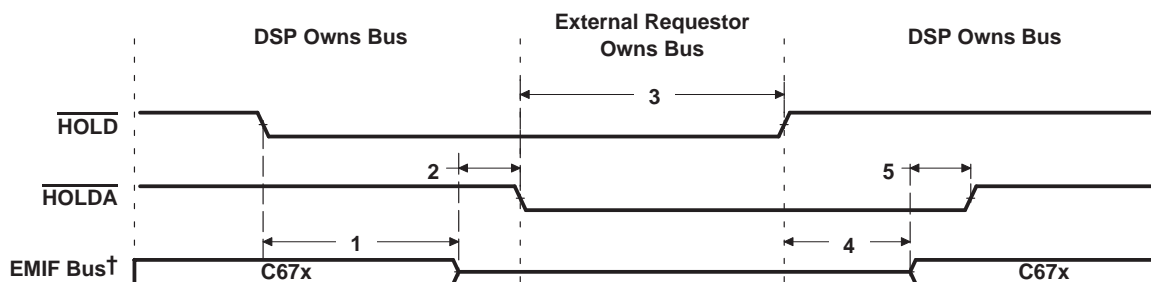 DSP Owns Bus
External Requestor
Owns Bus
DSP Owns Bus
3
HOLD
2
5
HOLDA
1
4
EMIF Bus†
C67x
C67x